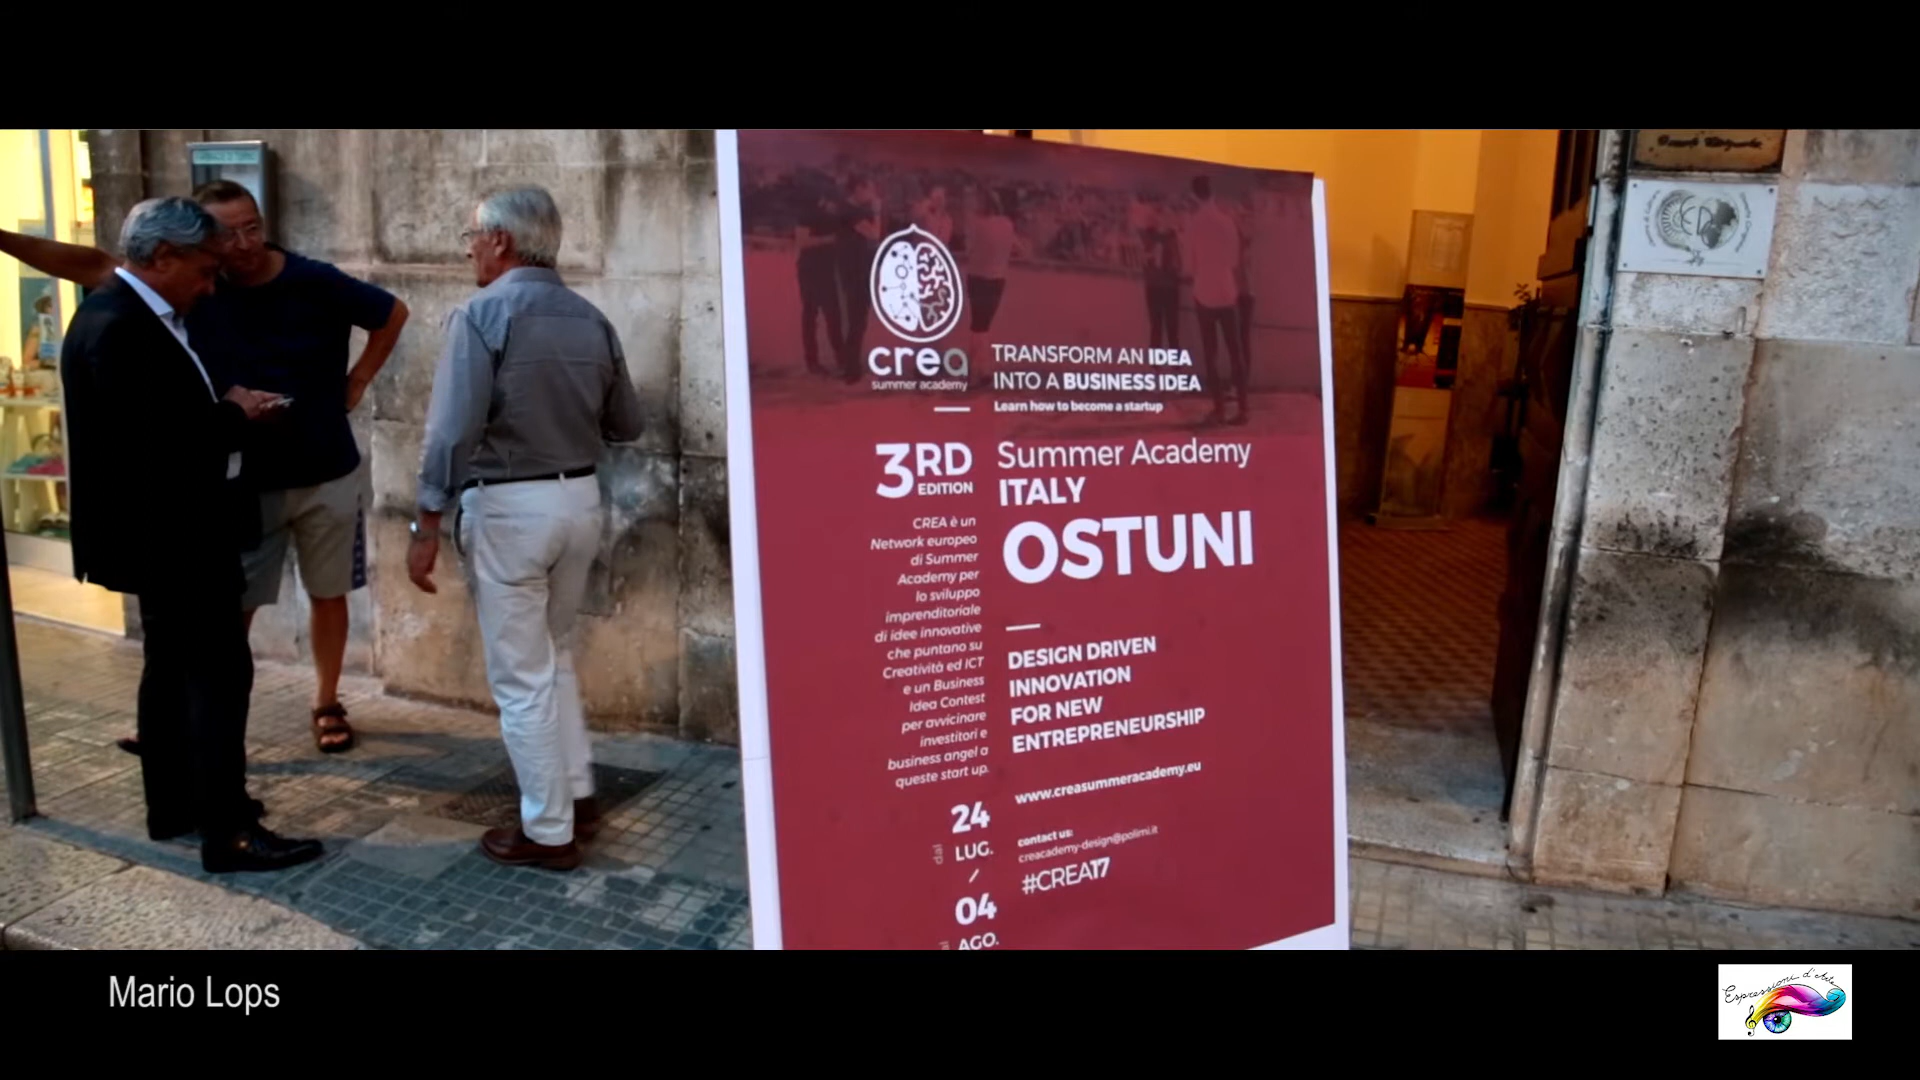 crea
summer academy
TRANSFORM AN IDEA
INTO A BUSINESS IDEA
Learn how to become a startup
3RD
EDITION
Summer Academy
ITALY
OSTUNI
CREA è un
Network europeo
di Summer
Academy per
lo sviluppo
imprenditoriale
di idee innovative
che puntano su
Creatività ed ICT
e un Business
Idea Contest
per avvicinare
investitori e
business angel a
queste start up.
DESIGN DRIVEN
INNOVATION
FOR NEW
ENTREPRENEURSHIP
www.creasummeracademy.eu
contact us:
creacademy-design@polimi.it
#CREA17
dal
24
LUG.
/
04
AGO.
Mario Lops
Espressioni d'Arte